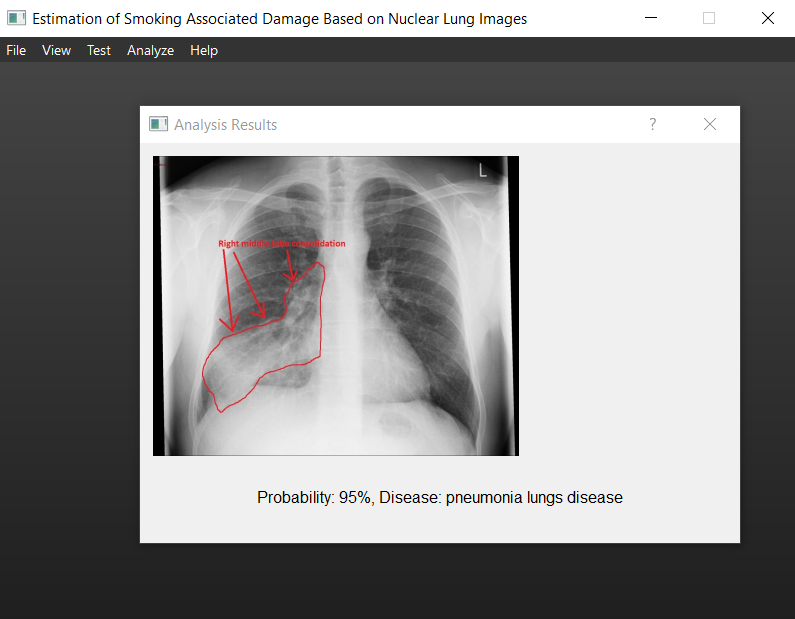 Estimation of Smoking Associated Damage Based on Nuclear Lung Images
File View Test Analyze Help
Analysis Results
?
L
Right middle lobe consolidation
Probability: 95%, Disease: pneumonia lungs disease